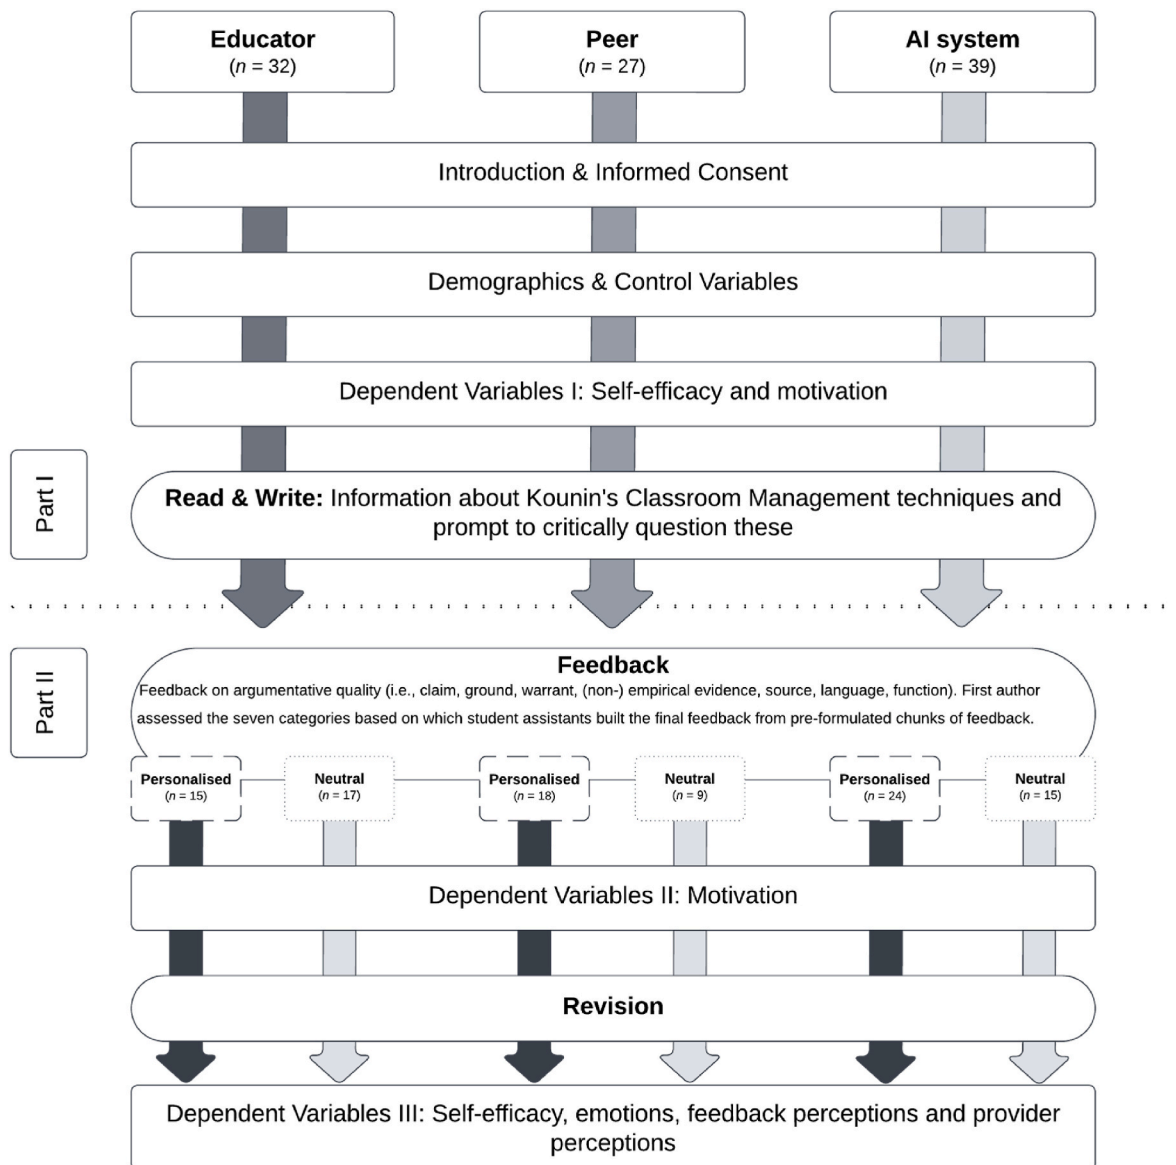 Educator
(n = 32)
Peer
(n = 27)
AI system
(n = 39)
Introduction & Informed Consent
Demographics & Control Variables
Dependent Variables I: Self-efficacy and motivation
Part I
Read & Write: Information about Kounin's Classroom Management techniques and
prompt to critically question these
Part II
Feedback
Feedback on argumentative quality (i.e., claim, ground, warrant, (non-) empirical evidence, source, language, function). First author
assessed the seven categories based on which student assistants built the final feedback from pre-formulated chunks of feedback.
Personalised
(n = 15)
Neutral
(n = 17)
Personalised
(n = 18)
Neutral
(n = 9)
Personalised
(n = 24)
Neutral
(n = 15)
Dependent Variables II: Motivation
Revision
Dependent Variables III: Self-efficacy, emotions, feedback perceptions and provider
perceptions